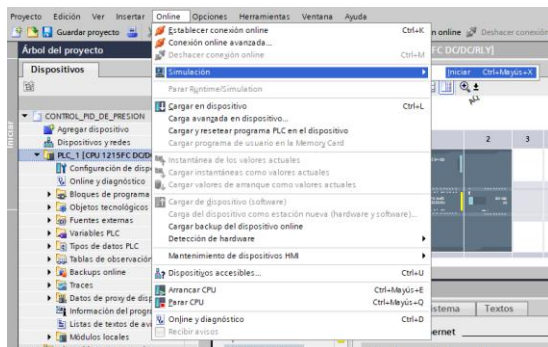 Proyecto Edición Ver Insertar Online Opciones Herramientas Ventana Ayuda
Guardar proyecto
Árbol del proyecto
Dispositivos
Iniciar
CONTROL_PID_DE_PRESION
Agregar dispositivo
Dispositivos y redes
PLC_1 [CPU 1215FC DC/D
Configuración de disp
Online y diagnóstico
Bloques de programa
Objetos tecnológicos
Fuentes externas
Variables PLC
Tipos de datos PLC
Tablas de observación
Backups online
Traces
Datos de proxy de disp
Información del progr
Listas de textos de avi
Módulos locales
Establecer conexión online Ctrl+K
Conexión online avanzada...
Deshacer conexión online Ctrl+M
Simulación
Parar Runtime/Simulation
Cargar en dispositivo Ctrl+L
Carga avanzada en dispositivo...
Cargar y resetear programa PLC en el dispositivo
Cargar programa de usuario en la Memory Card
Instantánea de los valores actuales
Cargar instantáneas como valores actuales
Cargar valores de arranque como valores actuales
Cargar de dispositivo (software)
Carga del dispositivo como estación nueva (hardware y software)...
Cargar backup del dispositivo online
Detección de hardware
Mantenimiento de dispositivos HMI
Dispositivos accesibles... Ctrl+U
Arrancar CPU Ctrl+Mayús+E
Parar CPU Ctrl+Mayús+Q
Online y diagnóstico Ctrl+D
Recibir avisos
n online Deshacer conexión
FC DC/DC/RLY]
Iniciar Ctrl+Mayús+X
2 3
stema Textos
ernet